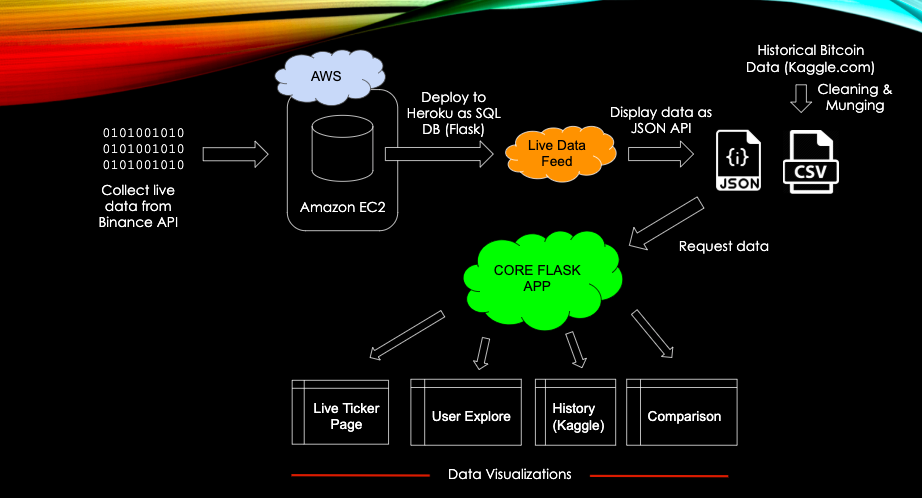 Historical Bitcoin
Data (Kaggle.com)
Cleaning &
Munging
AWS
Deploy to
Heroku as SQL
DB (Flask)
Display data as
JSON API
0101001010
0101001010
0101001010
Live Data
Feed
{i}
JSON
CSV
Collect live
data from
Binance API
Amazon EC2
Request data
CORE FLASK
APP
Live Ticker
Page
User Explore
History
(Kaggle)
Comparison
Data Visualizations